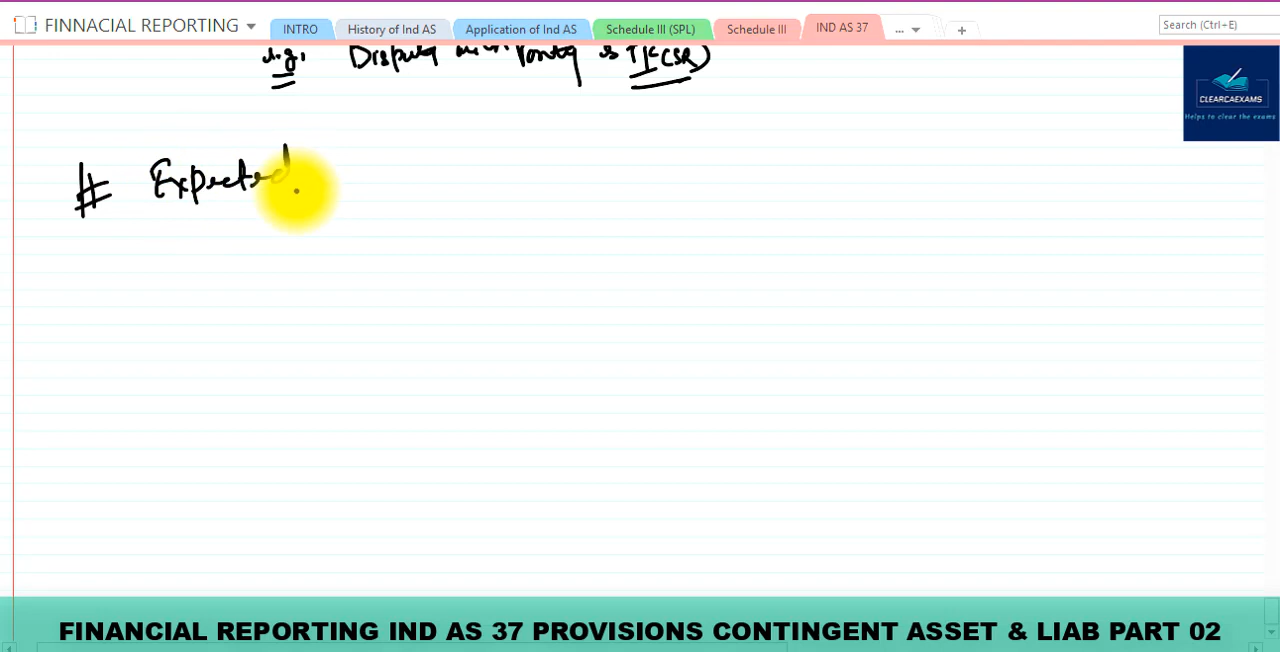 FINNACIAL REPORTING INTRO History of Ind AS Application of Ind AS Schedule III (SPL) Schedule III IND AS 37 ... + Search (Ctrl+E)
e.g.
CLEARCAEXAMS
Helps to clear the exams
# Expected
FINANCIAL REPORTING IND AS 37 PROVISIONS CONTINGENT ASSET & LIAB PART 02